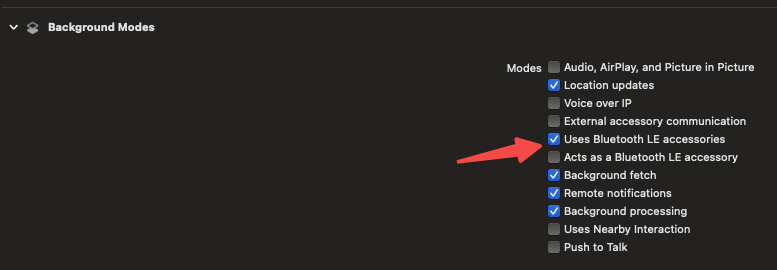 Background Modes
Modes Audio, AirPlay, and Picture in Picture
Location updates
Voice over IP
External accessory communication
Uses Bluetooth LE accessories
Acts as a Bluetooth LE accessory
Background fetch
Remote notifications
Background processing
Uses Nearby Interaction
Push to Talk